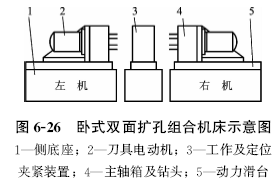 1 2 3 4 5
左 机 右 机
图 6-26 卧式双面扩孔组合机床示意图
1—侧底座；2—刀具电动机；3—工作及定位
夹紧装置；4—主轴箱及钻头；5—动力滑台